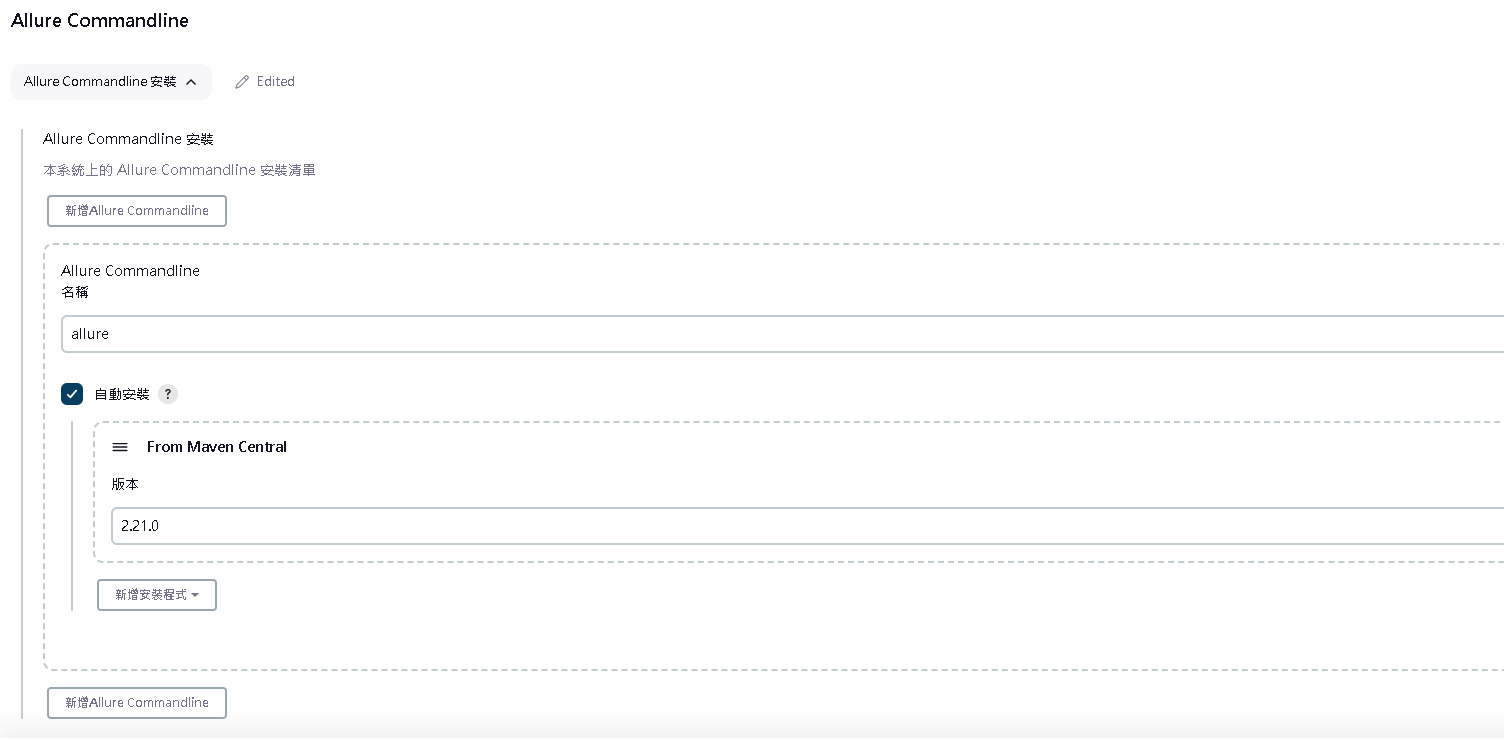 Allure Commandline
Allure Commandline 安裝
Edited
Allure Commandline 安裝
本系統上的 Allure Commandline 安裝清單
新增Allure Commandline
Allure Commandline
名稱
allure
自動安裝 ?
From Maven Central
版本
2.21.0
新增安裝程式
新增Allure Commandline